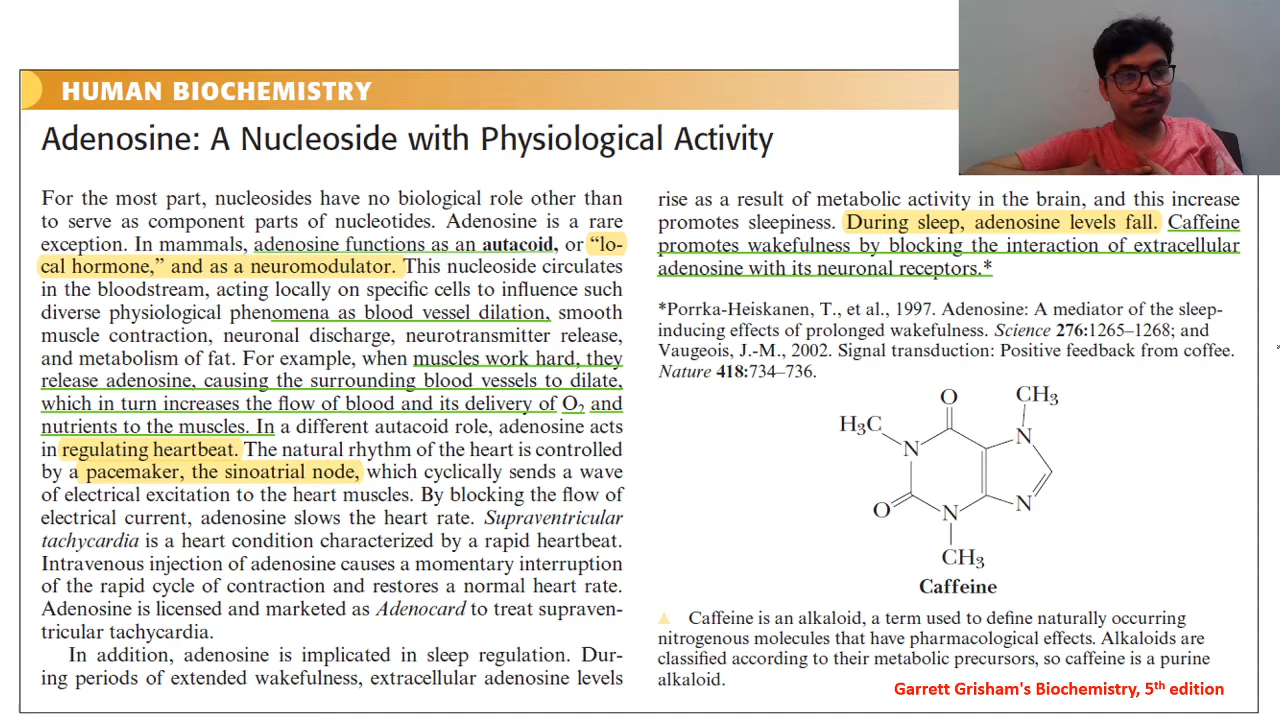 HUMAN BIOCHEMISTRY
Adenosine: A Nucleoside with Physiological Activity
For the most part, nucleosides have no biological role other than
to serve as component parts of nucleotides. Adenosine is a rare
exception. In mammals, adenosine functions as an autacoid, or “lo-
cal hormone,” and as a neuromodulator. This nucleoside circulates
in the bloodstream, acting locally on specific cells to influence such
diverse physiological phenomena as blood vessel dilation, smooth
muscle contraction, neuronal discharge, neurotransmitter release,
and metabolism of fat. For example, when muscles work hard, they
release adenosine, causing the surrounding blood vessels to dilate,
which in turn increases the flow of blood and its delivery of O₂ and
nutrients to the muscles. In a different autacoid role, adenosine acts
in regulating heartbeat. The natural rhythm of the heart is controlled
by a pacemaker, the sinoatrial node, which cyclically sends a wave
of electrical excitation to the heart muscles. By blocking the flow of
electrical current, adenosine slows the heart rate. Supraventricular
tachycardia is a heart condition characterized by a rapid heartbeat.
Intravenous injection of adenosine causes a momentary interruption
of the rapid cycle of contraction and restores a normal heart rate.
Adenosine is licensed and marketed as Adenocard to treat supraven-
tricular tachycardia.
In addition, adenosine is implicated in sleep regulation. Dur-
ing periods of extended wakefulness, extracellular adenosine levels
rise as a result of metabolic activity in the brain, and this increase
promotes sleepiness. During sleep, adenosine levels fall. Caffeine
promotes wakefulness by blocking the interaction of extracellular
adenosine with its neuronal receptors.*
*Porrka-Heiskanen, T., et al., 1997. Adenosine: A mediator of the sleep-
inducing effects of prolonged wakefulness. Science 276:1265–1268; and
Vaugeois, J.-M., 2002. Signal transduction: Positive feedback from coffee.
Nature 418:734–736.
O
CH₃
H₃C
N
N
O
N
N
CH₃
Caffeine
Caffeine is an alkaloid, a term used to define naturally occurring
nitrogenous molecules that have pharmacological effects. Alkaloids are
classified according to their metabolic precursors, so caffeine is a purine
alkaloid.
Garrett Grisham's Biochemistry, 5th edition